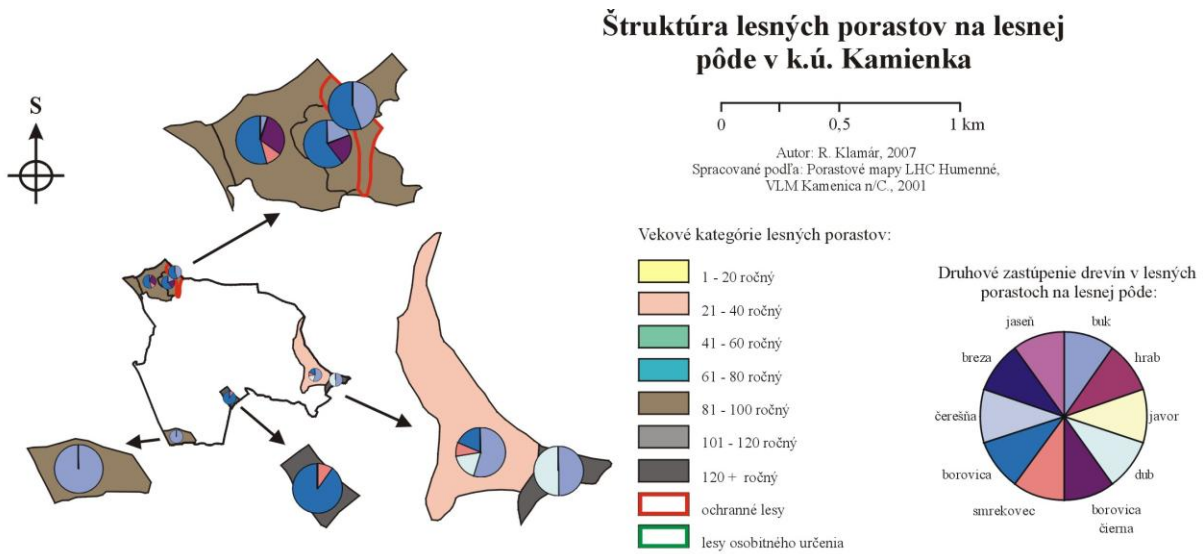 Štruktúra lesných porastov na lesnej
pôde v k.ú. Kamienka
S
0
0,5
1 km
Autor: R. Klamár, 2007
Spracované podľa: Porastové mapy LHC Humenné,
VLM Kamenica n/C., 2001
Vekové kategórie lesných porastov:
1 - 20 ročný
21 - 40 ročný
41 - 60 ročný
61 - 80 ročný
81 - 100 ročný
101 - 120 ročný
120 + ročný
ochranné lesy
lesy osobitného určenia
Druhové zastúpenie drevín v lesných
porastoch na lesnej pôde:
jaseň
buk
breza
hrab
čerešňa
javor
borovica
dub
smrekovec
borovica
čierna